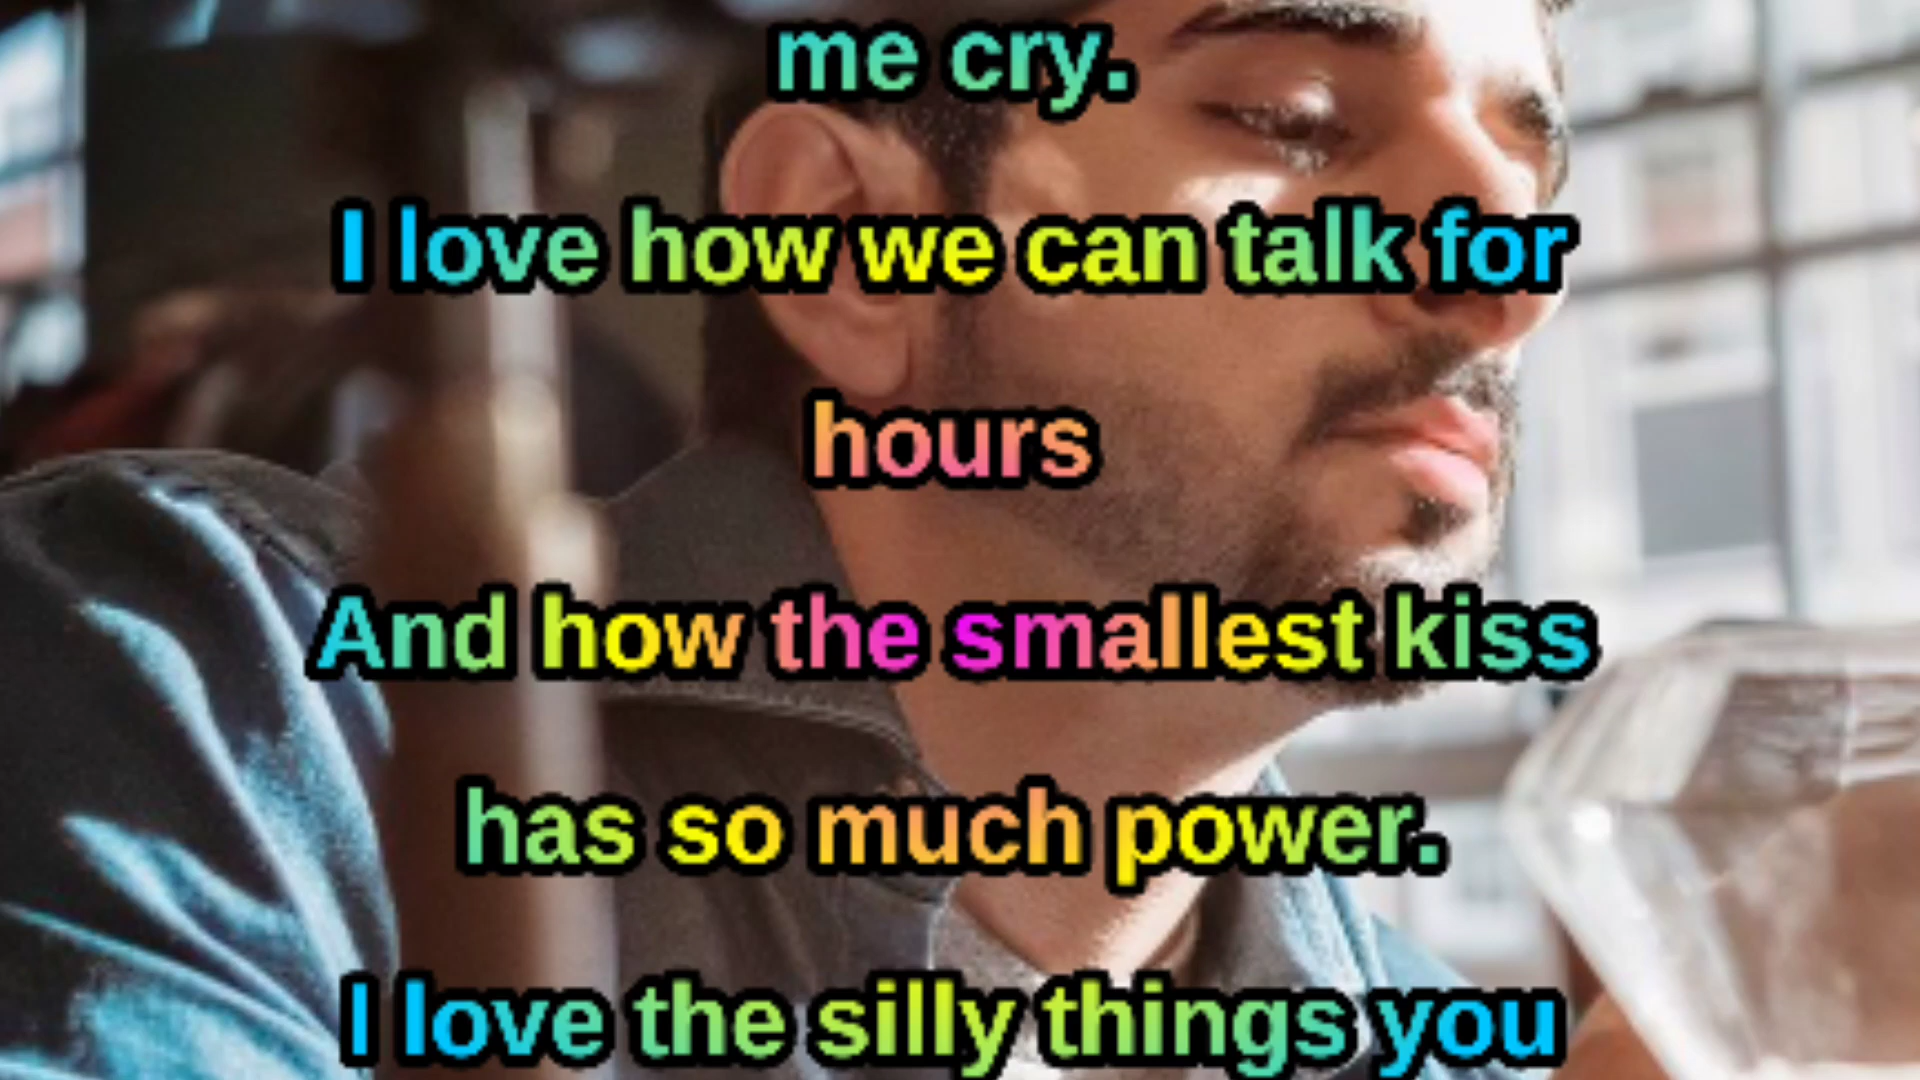 me cry.
I love how we can talk for
hours
And how the smallest kiss
has so much power.
I love the silly things you